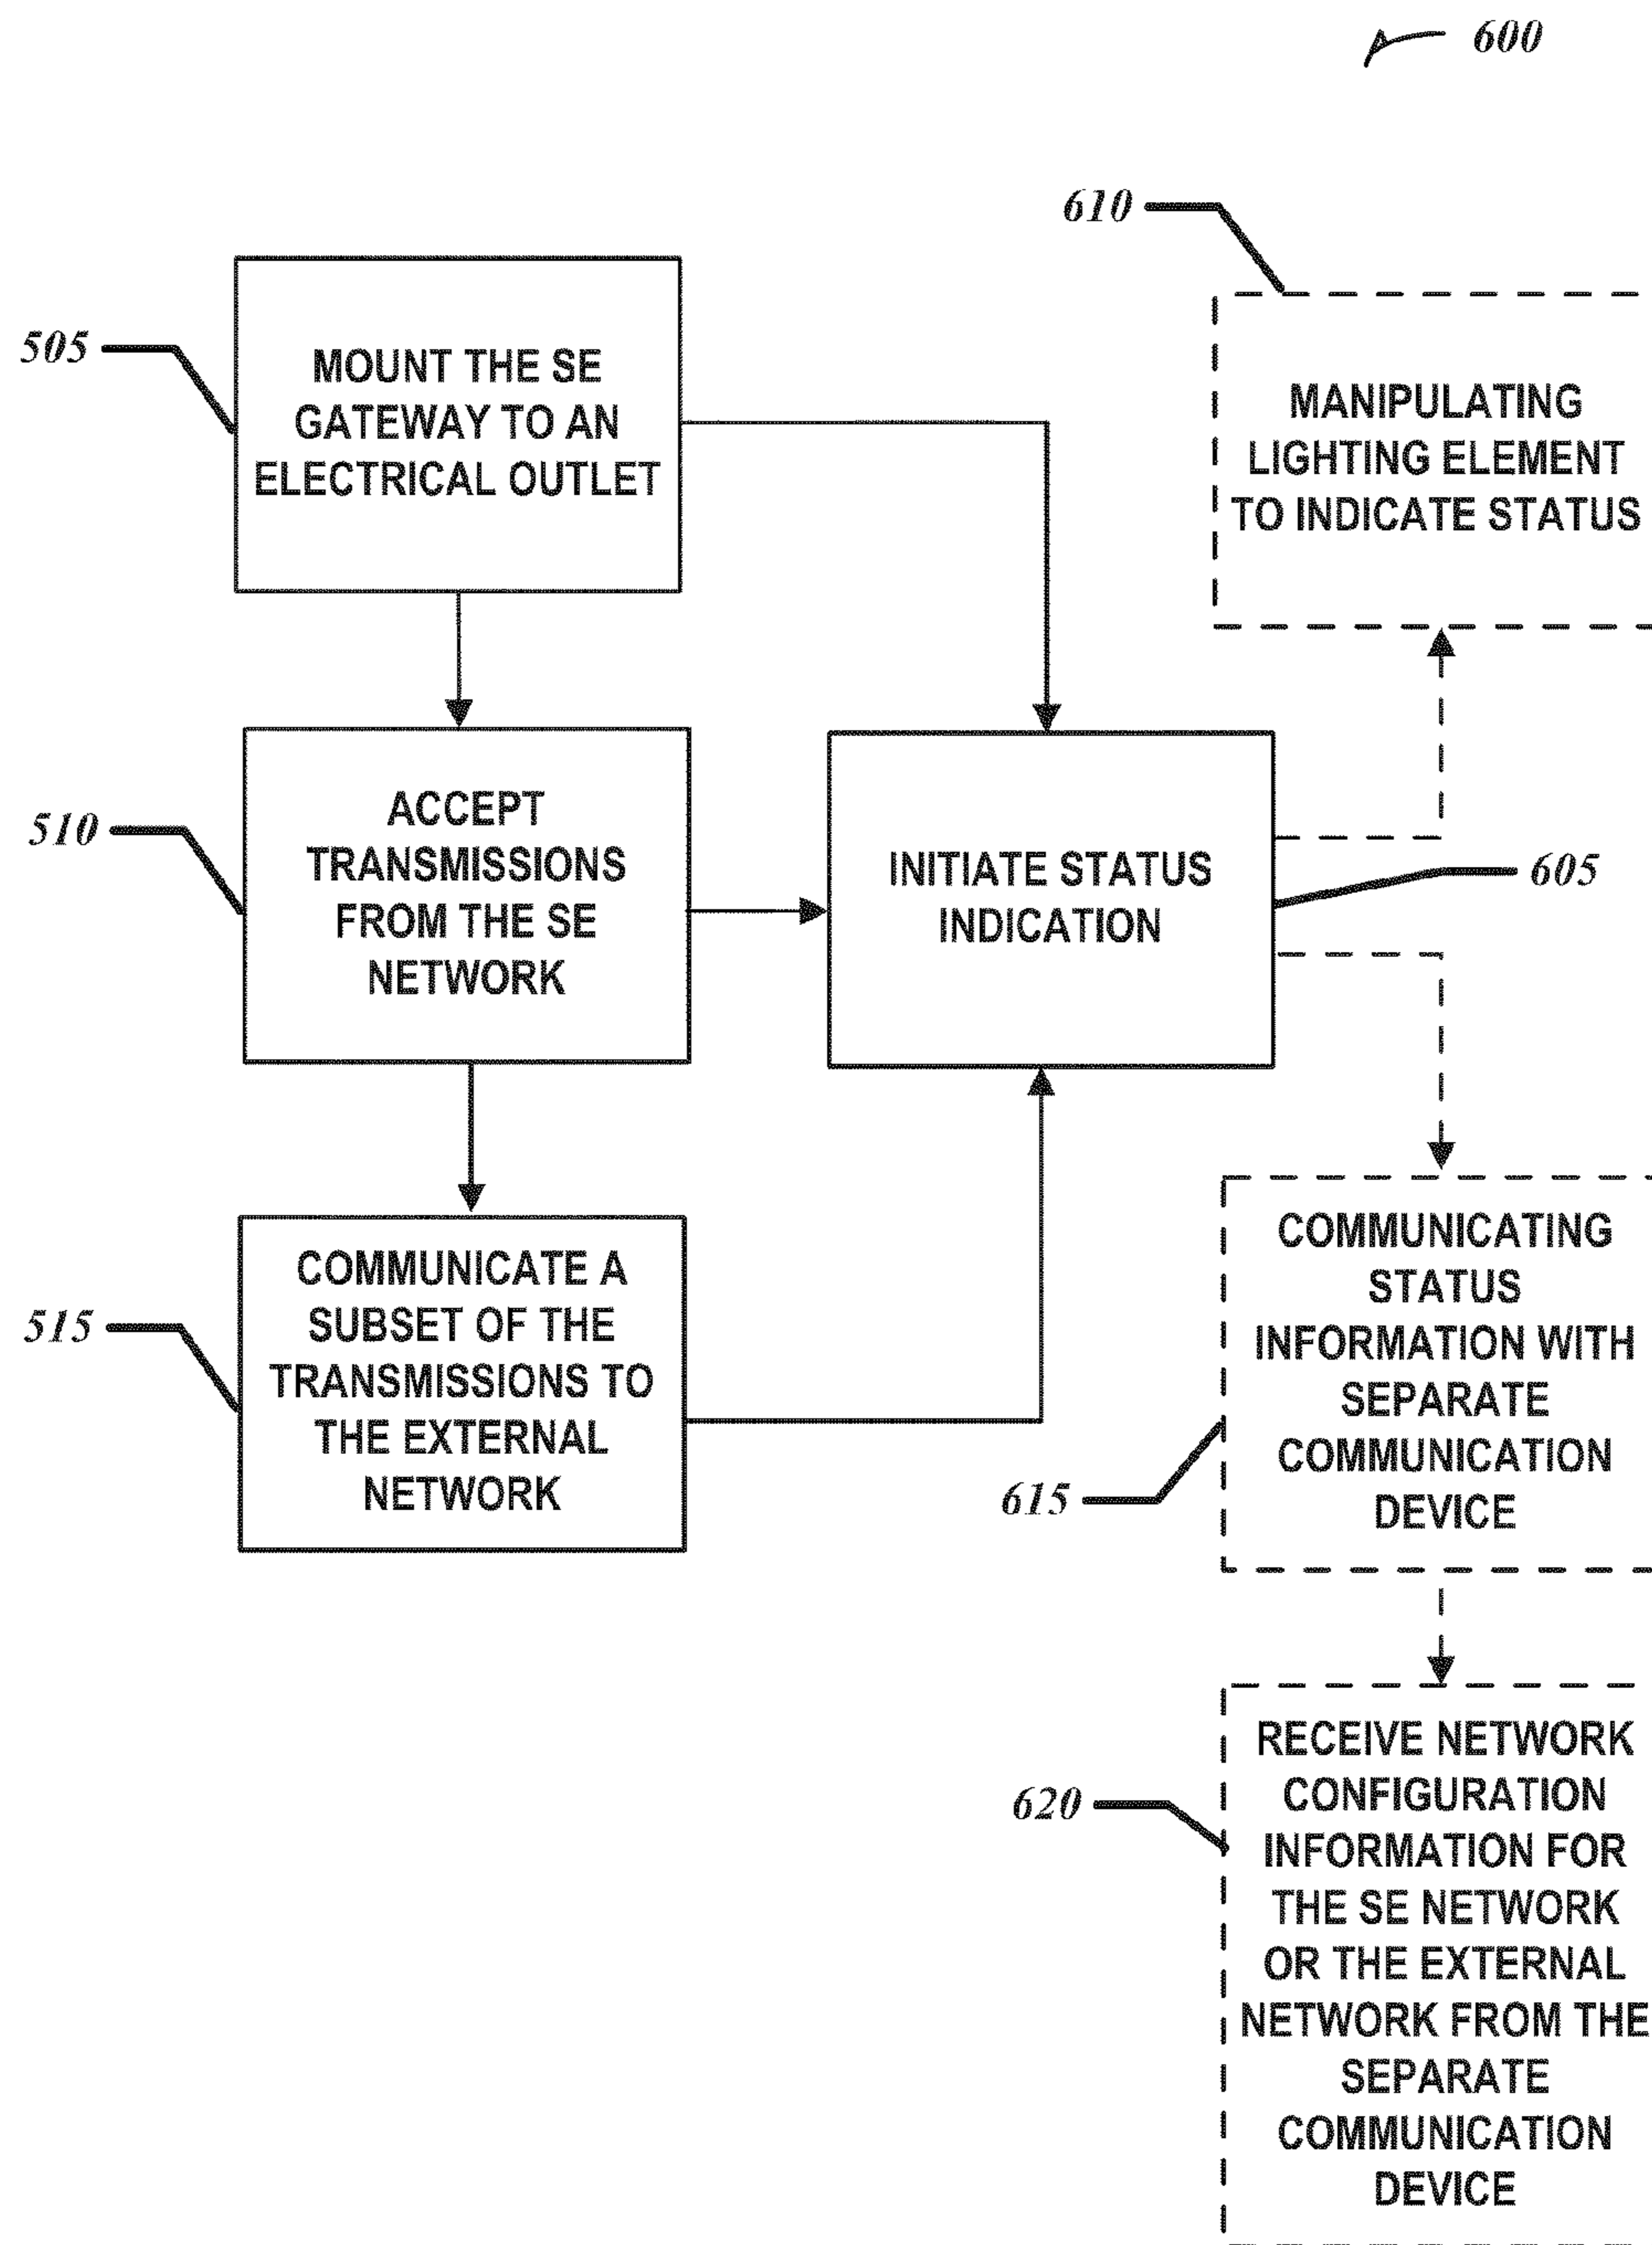 600
610
505
MOUNT THE SE
GATEWAY TO AN
ELECTRICAL OUTLET
MANIPULATING
LIGHTING ELEMENT
TO INDICATE STATUS
510
ACCEPT
TRANSMISSIONS
FROM THE SE
NETWORK
INITIATE STATUS
INDICATION
605
515
COMMUNICATE A
SUBSET OF THE
TRANSMISSIONS TO
THE EXTERNAL
NETWORK
COMMUNICATING
STATUS
INFORMATION WITH
SEPARATE
COMMUNICATION
DEVICE
615
620
RECEIVE NETWORK
CONFIGURATION
INFORMATION FOR
THE SE NETWORK
OR THE EXTERNAL
NETWORK FROM THE
SEPARATE
COMMUNICATION
DEVICE